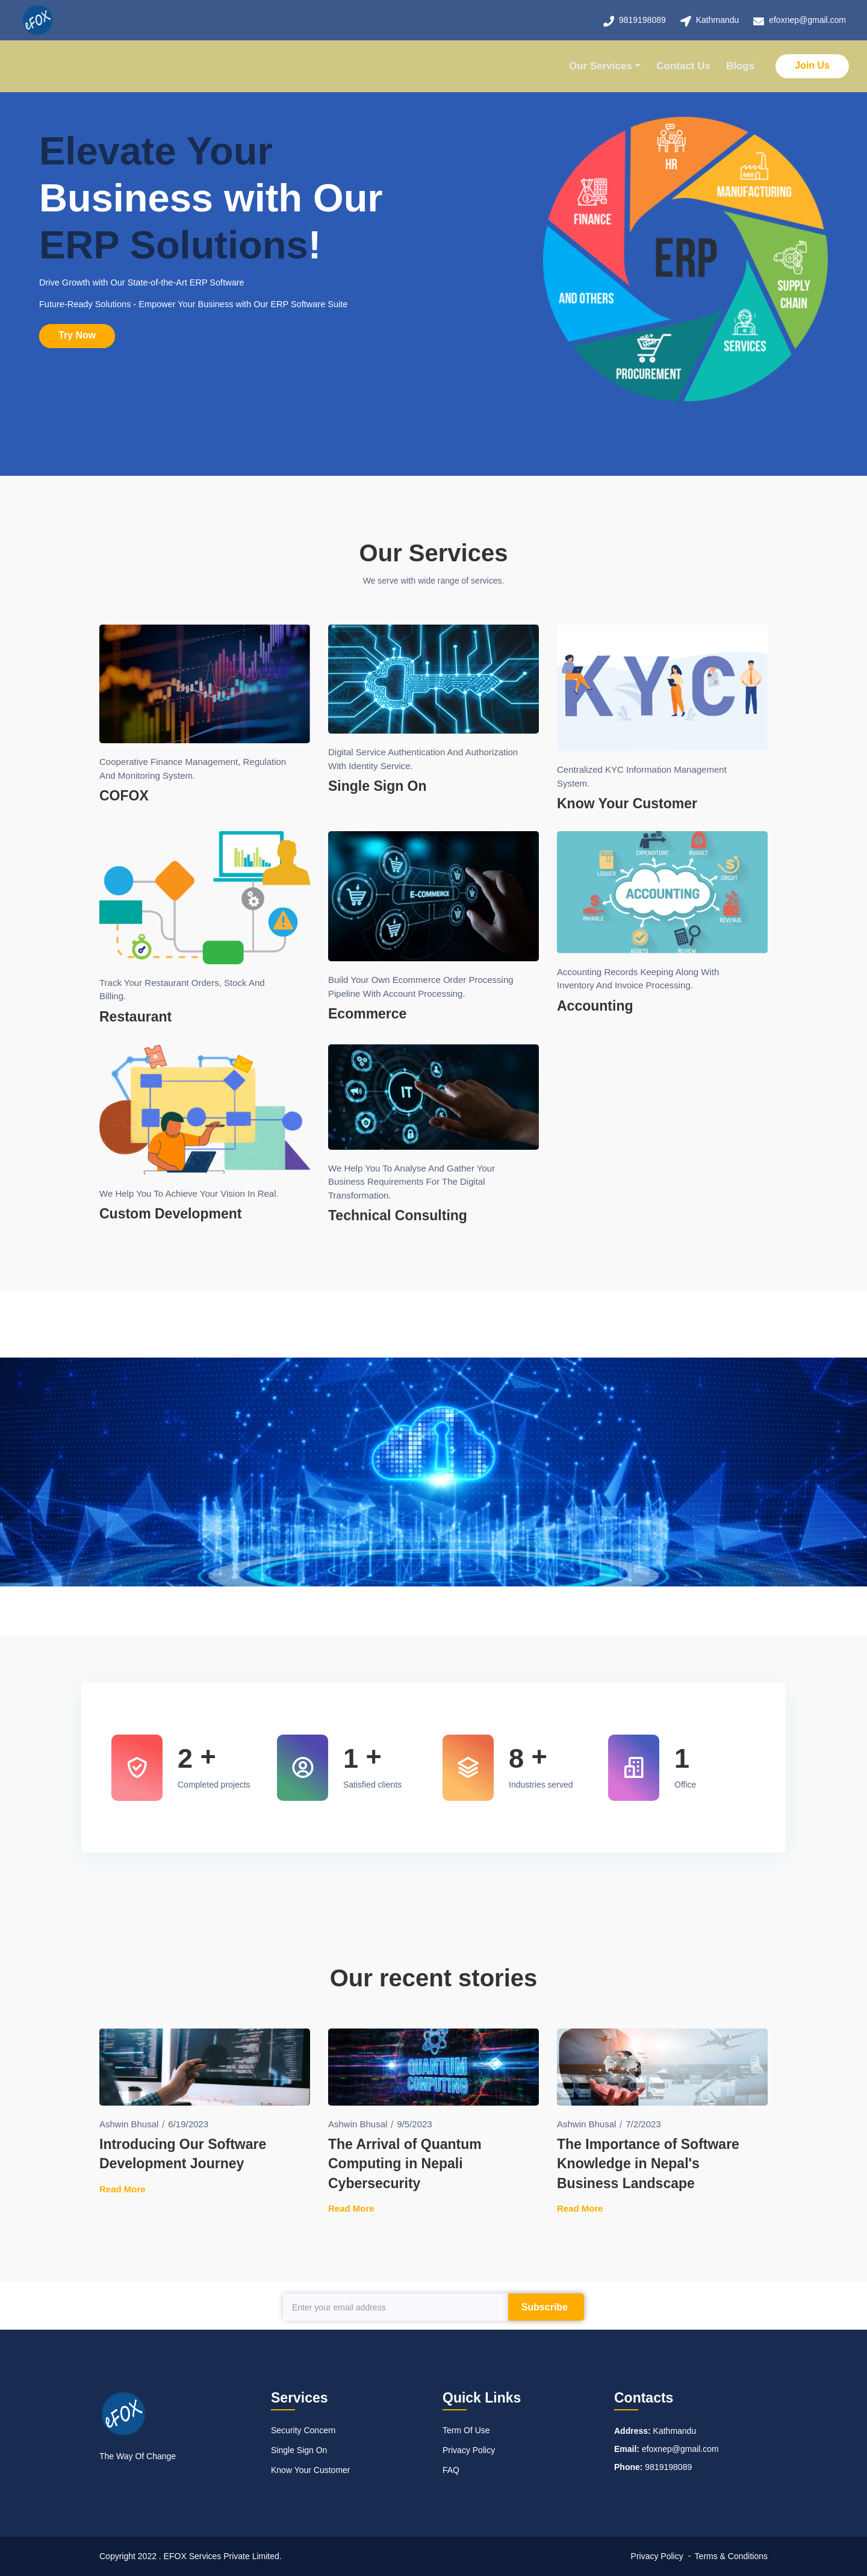 eFOX
9819198089
Kathmandu
efoxnep@gmail.com
Our Services
Contact Us
Blogs
Join Us
Elevate Your
Business with Our
ERP Solutions!
Drive Growth with Our State-of-the-Art ERP Software
Future-Ready Solutions - Empower Your Business with Our ERP Software Suite
Try Now
HR
MANUFACTURING
FINANCE
ERP
SUPPLY
CHAIN
AND OTHERS
SERVICES
PROCUREMENT
Our Services
We serve with wide range of services.
Cooperative Finance Management, Regulation
And Monitoring System.
COFOX
Digital Service Authentication And Authorization
With Identity Service.
Single Sign On
KYC
Centralized KYC Information Management
System.
Know Your Customer
Track Your Restaurant Orders, Stock And
Billing.
Restaurant
E-COMMERCE
Build Your Own Ecommerce Order Processing
Pipeline With Account Processing.
Ecommerce
EXPENDITURE
BUDGET
LEDGER
CREDIT
ACCOUNTING
PAYABLE
REVENUE
ASSETS
REVIEW
Accounting Records Keeping Along With
Inventory And Invoice Processing.
Accounting
We Help You To Achieve Your Vision In Real.
Custom Development
IT
We Help You To Analyse And Gather Your
Business Requirements For The Digital
Transformation.
Technical Consulting
2 +
Completed projects
1 +
Satisfied clients
8 +
Industries served
1
Office
Our recent stories
Ashwin Bhusal / 6/19/2023
Introducing Our Software
Development Journey
Read More
QUANTUM
COMPUTING
Ashwin Bhusal / 9/5/2023
The Arrival of Quantum
Computing in Nepali
Cybersecurity
Read More
Ashwin Bhusal / 7/2/2023
The Importance of Software
Knowledge in Nepal's
Business Landscape
Read More
Enter your email address
Subscribe
eFOX
The Way Of Change
Services
Security Concern
Single Sign On
Know Your Customer
Quick Links
Term Of Use
Privacy Policy
FAQ
Contacts
Address: Kathmandu
Email: efoxnep@gmail.com
Phone: 9819198089
Copyright 2022 . EFOX Services Private Limited.
Privacy Policy - Terms & Conditions